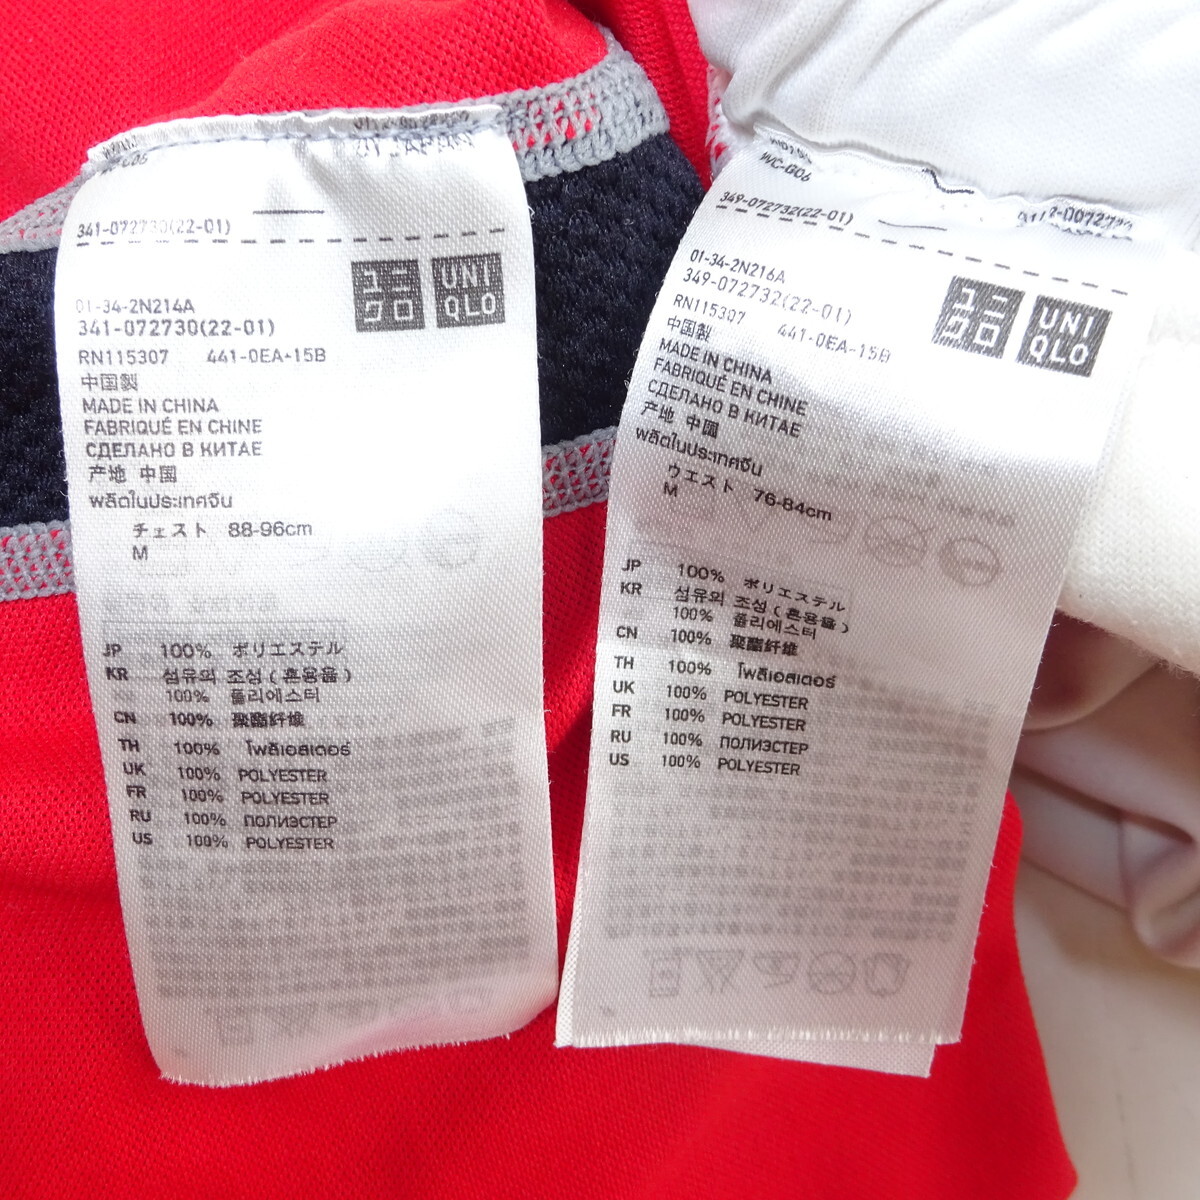 341-072730(22-01)
ユニクロ
UNIQLO
01-34-2N214A
341-072730(22-01)
RN115307 441-0EA-15B
中国製
MADE IN CHINA
FABRIQUÉ EN CHINE
СДЕЛАНО В КИТАЕ
产地 中国
ผลิตในประเทศจีน
チェスト 88-96cm
M
JP 100% ポリエステル
KR 섬유의 조성(혼용율)
100% 폴리에스터
CN 100% 聚酯纤维
TH 100% โพลีเอสเตอร์
UK 100% POLYESTER
FR 100% POLYESTER
RU 100% ПОЛИЭСТЕР
US 100% POLYESTER
WC-G06
349-072732(22-01)
ユニクロ
UNIQLO
01-34-2N216A
349-072732(22-01)
RN115307 441-0EA-15B
中国製
MADE IN CHINA
FABRIQUÉ EN CHINE
СДЕЛАНО В КИТАЕ
产地 中国
ผลิตในประเทศจีน
ウエスト 76-84cm
M
JP 100% ポリエステル
KR 섬유의 조성(혼용율)
100% 폴리에스터
CN 100% 聚酯纤维
TH 100% โพลีเอสเตอร์
UK 100% POLYESTER
FR 100% POLYESTER
RU 100% ПОЛИЭСТЕР
US 100% POLYESTER